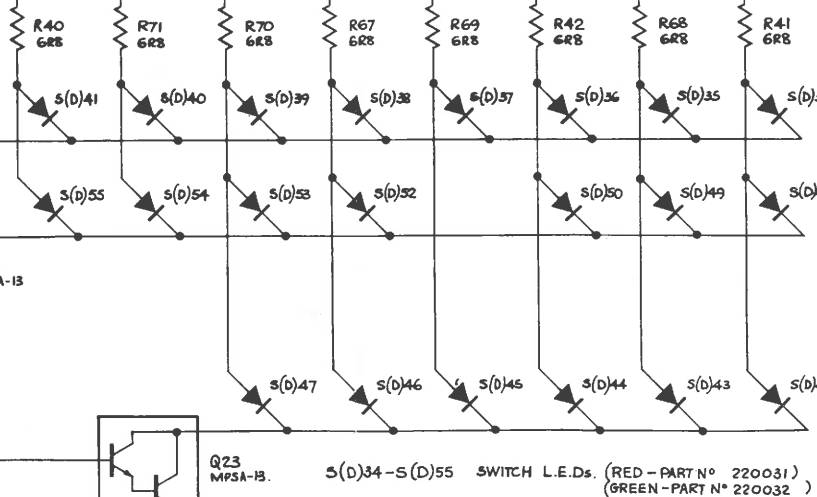 R40 R71 R70 R67 R69 R42 R68 R41
6R8 6R8 6R8 6R8 6R8 6R8 6R8 6R8
S(D)41 S(D)40 S(D)39 S(D)38 S(D)37 S(D)36 S(D)35 S(D)
S(D)55 S(D)54 S(D)53 S(D)52 S(D)50 S(D)49 S(D)
A-13
S(D)47 S(D)46 S(D)45 S(D)44 S(D)43 S(D)
Q23
MPSA-13.
S(D)34-S(D)55 SWITCH L.E.Ds. (RED-PART Nº 220031)
(GREEN-PART Nº 220032 )